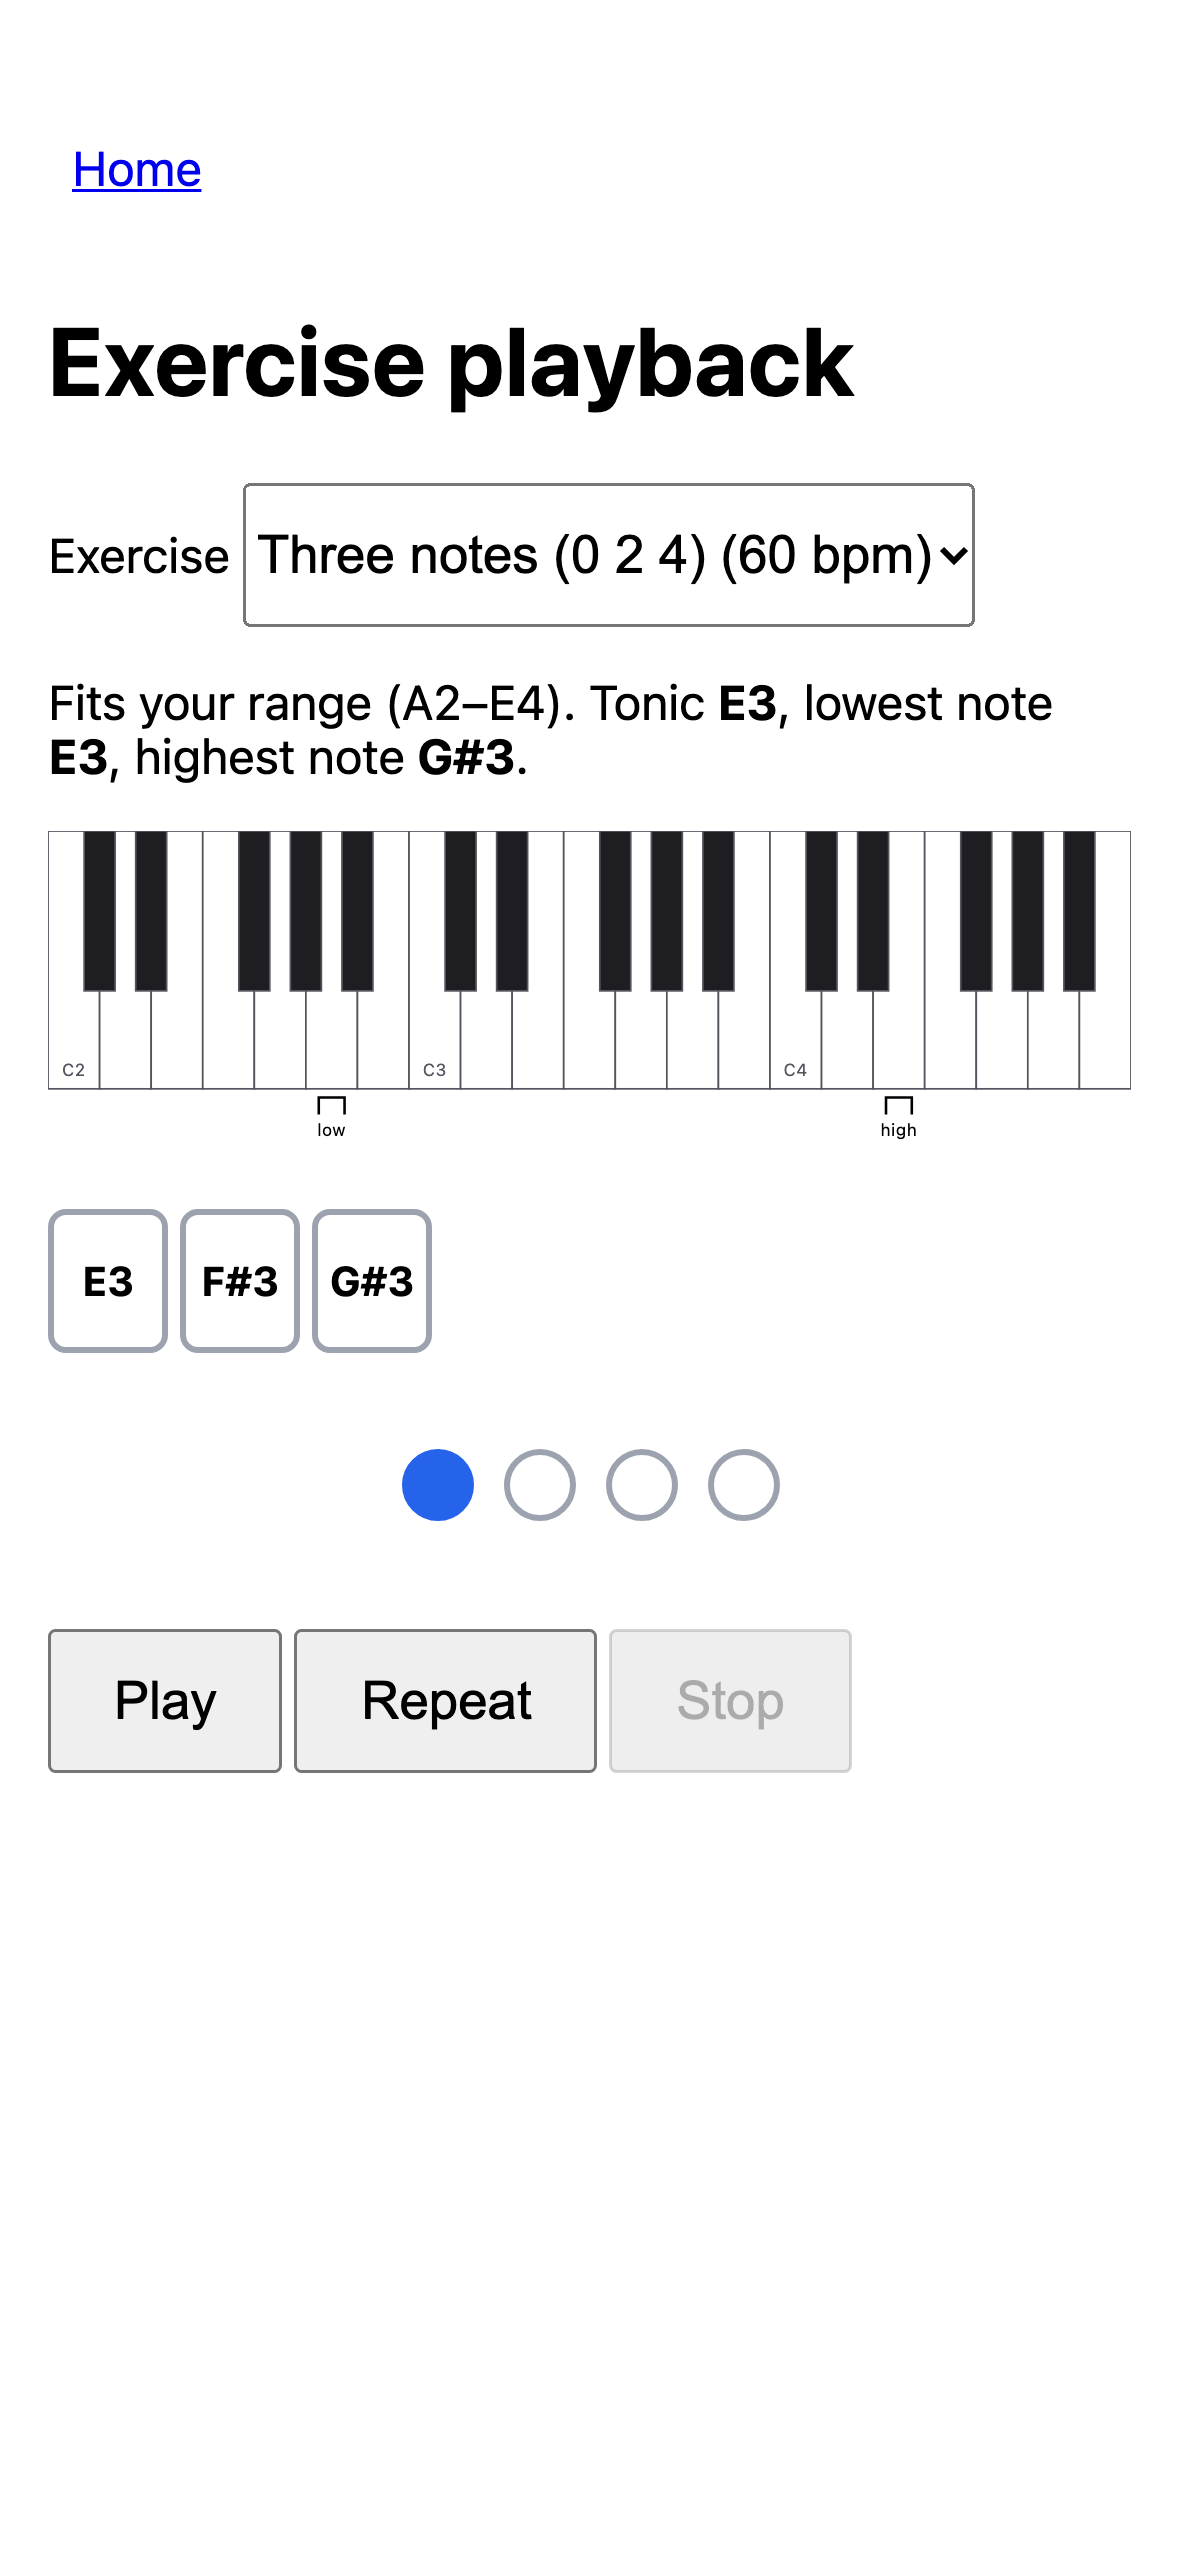 Home
Exercise playback
Exercise Three notes (0 2 4) (60 bpm)
Fits your range (A2–E4). Tonic E3, lowest note
E3, highest note G#3.
C2 C3 C4
low high
E3 F#3 G#3
Play Repeat Stop